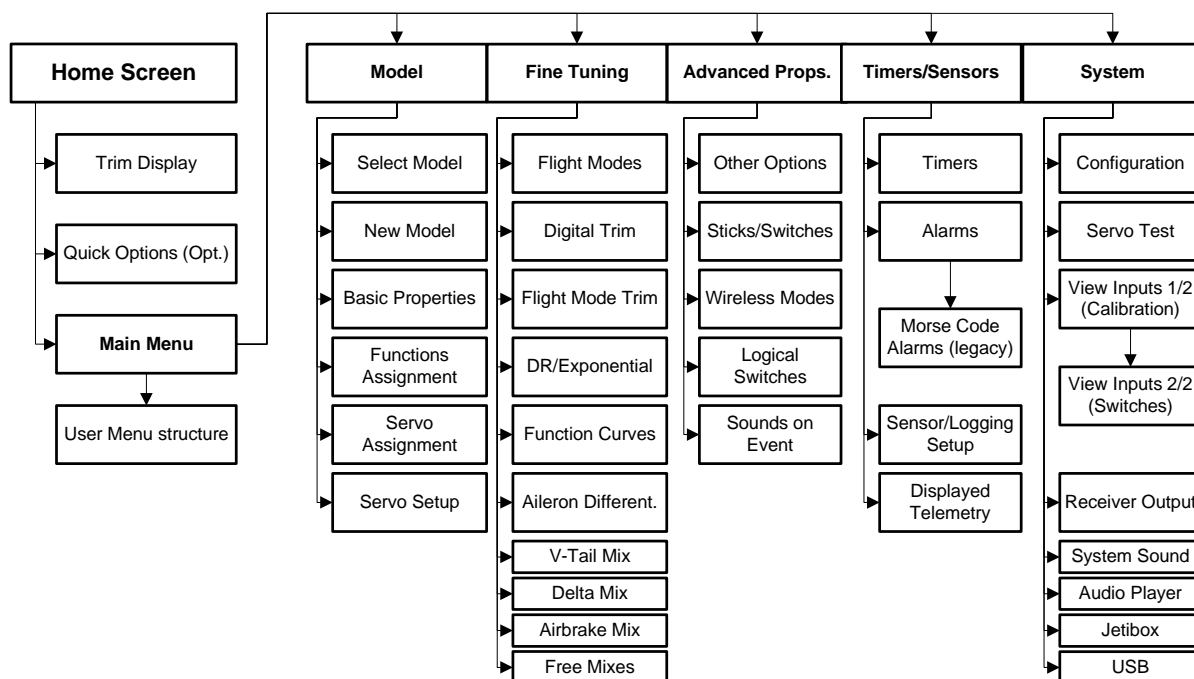 Home Screen
Trim Display
Quick Options (Opt.)
Main Menu
User Menu structure
Model
Select Model
New Model
Basic Properties
Functions
Assignment
Servo
Assignment
Servo Setup
Fine Tuning
Flight Modes
Digital Trim
Flight Mode Trim
DR/Exponential
Function Curves
Aileron Different.
V-Tail Mix
Delta Mix
Airbrake Mix
Free Mixes
Advanced Props.
Other Options
Sticks/Switches
Wireless Modes
Logical
Switches
Sounds on
Event
Timers/Sensors
Timers
Alarms
Morse Code
Alarms (legacy)
Sensor/Logging
Setup
Displayed
Telemetry
System
Configuration
Servo Test
View Inputs 1/2
(Calibration)
View Inputs 2/2
(Switches)
Receiver Output
System Sound
Audio Player
Jetibox
USB